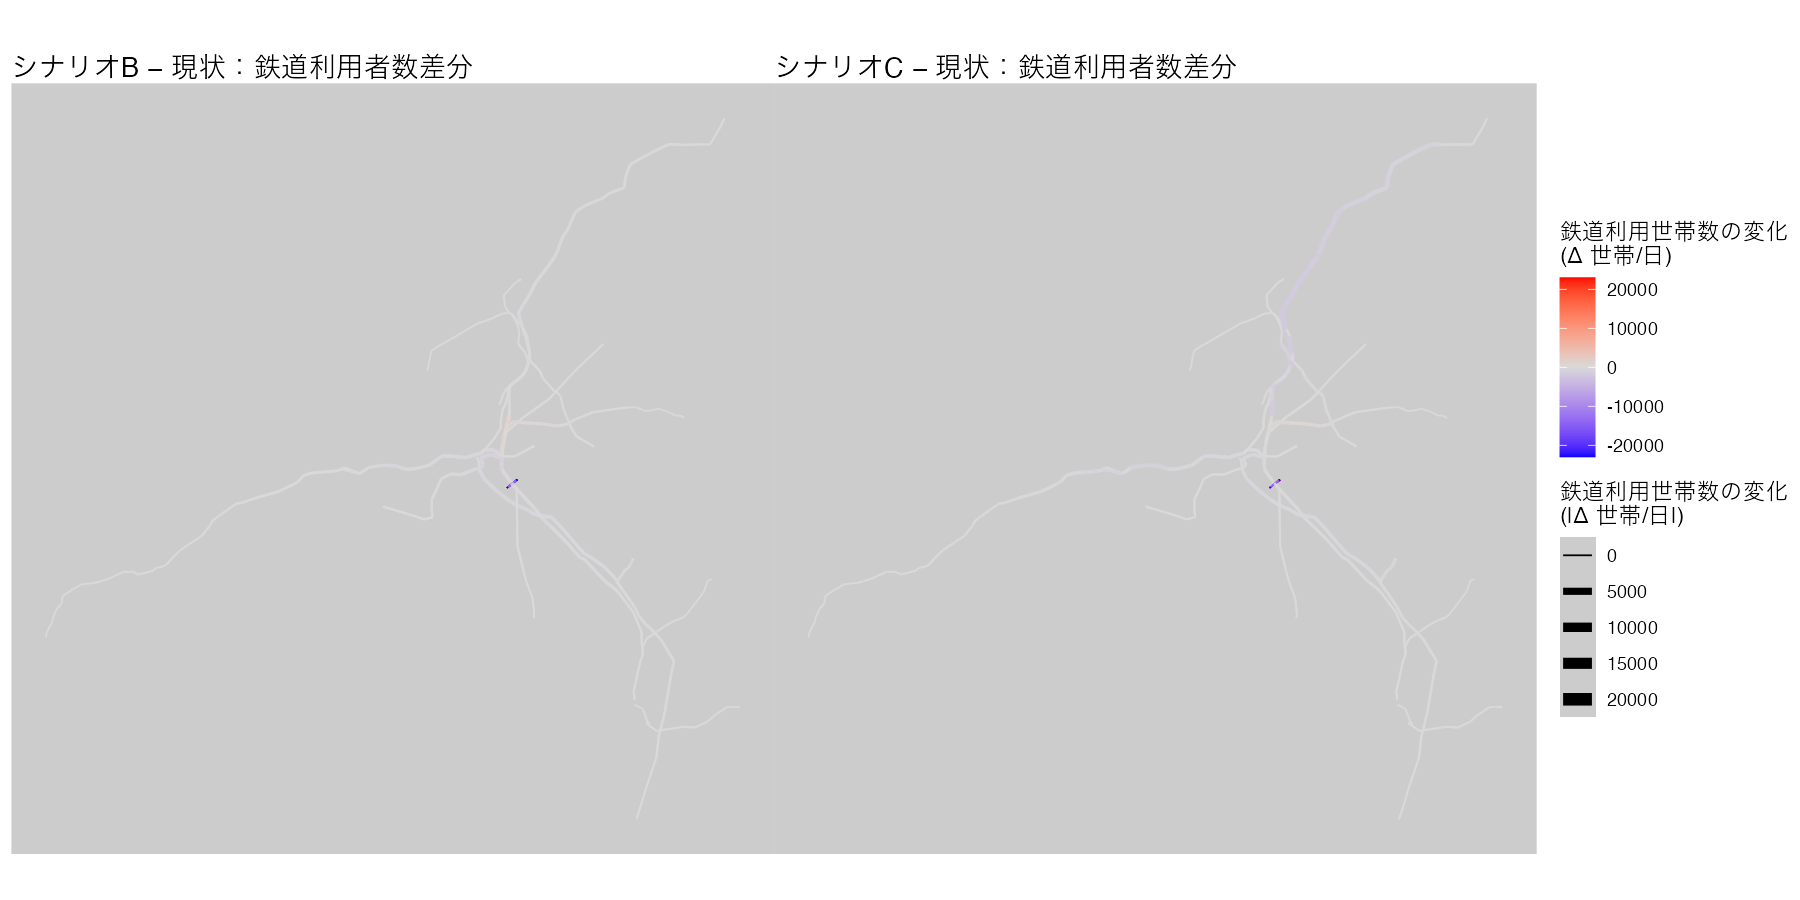 シナリオB – 現状：鉄道利用者数差分
シナリオC – 現状：鉄道利用者数差分
鉄道利用世帯数の変化
(Δ 世帯/日)
20000
10000
0
-10000
-20000
鉄道利用世帯数の変化
(|Δ 世帯/日|)
0
5000
10000
15000
20000